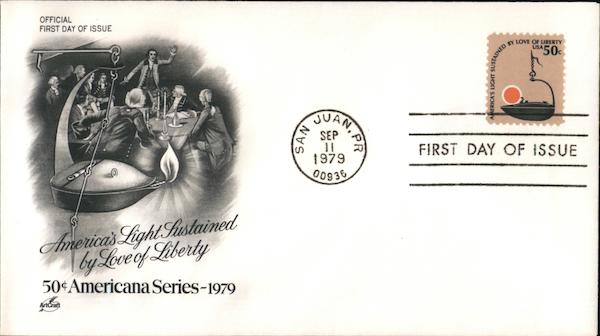 OFFICIAL
FIRST DAY OF ISSUE
America's Light Sustained
by Love of Liberty
50¢ Americana Series-1979
ArtCraft
SAN JUAN, PR
SEP
11
1979
00936
AMERICA'S LIGHT SUSTAINED BY LOVE OF LIBERTY
USA 50c
FIRST DAY OF ISSUE